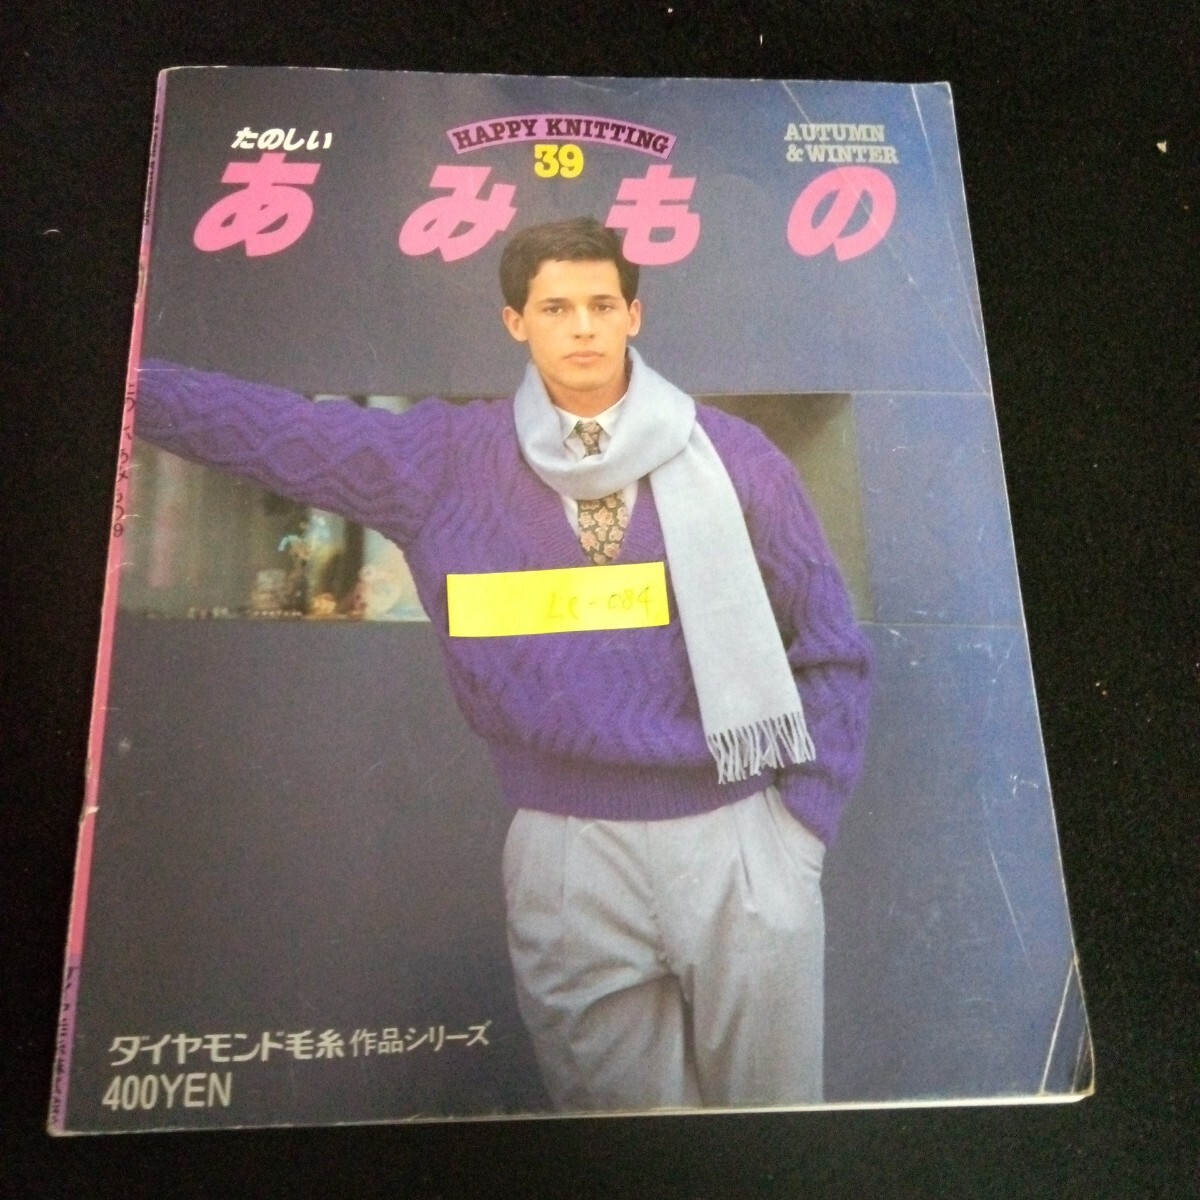 HAPPY KNITTING
39
たのしい
あみもの
AUTUMN
& WINTER
Le-084
ダイヤモンド毛糸作品シリーズ
400YEN